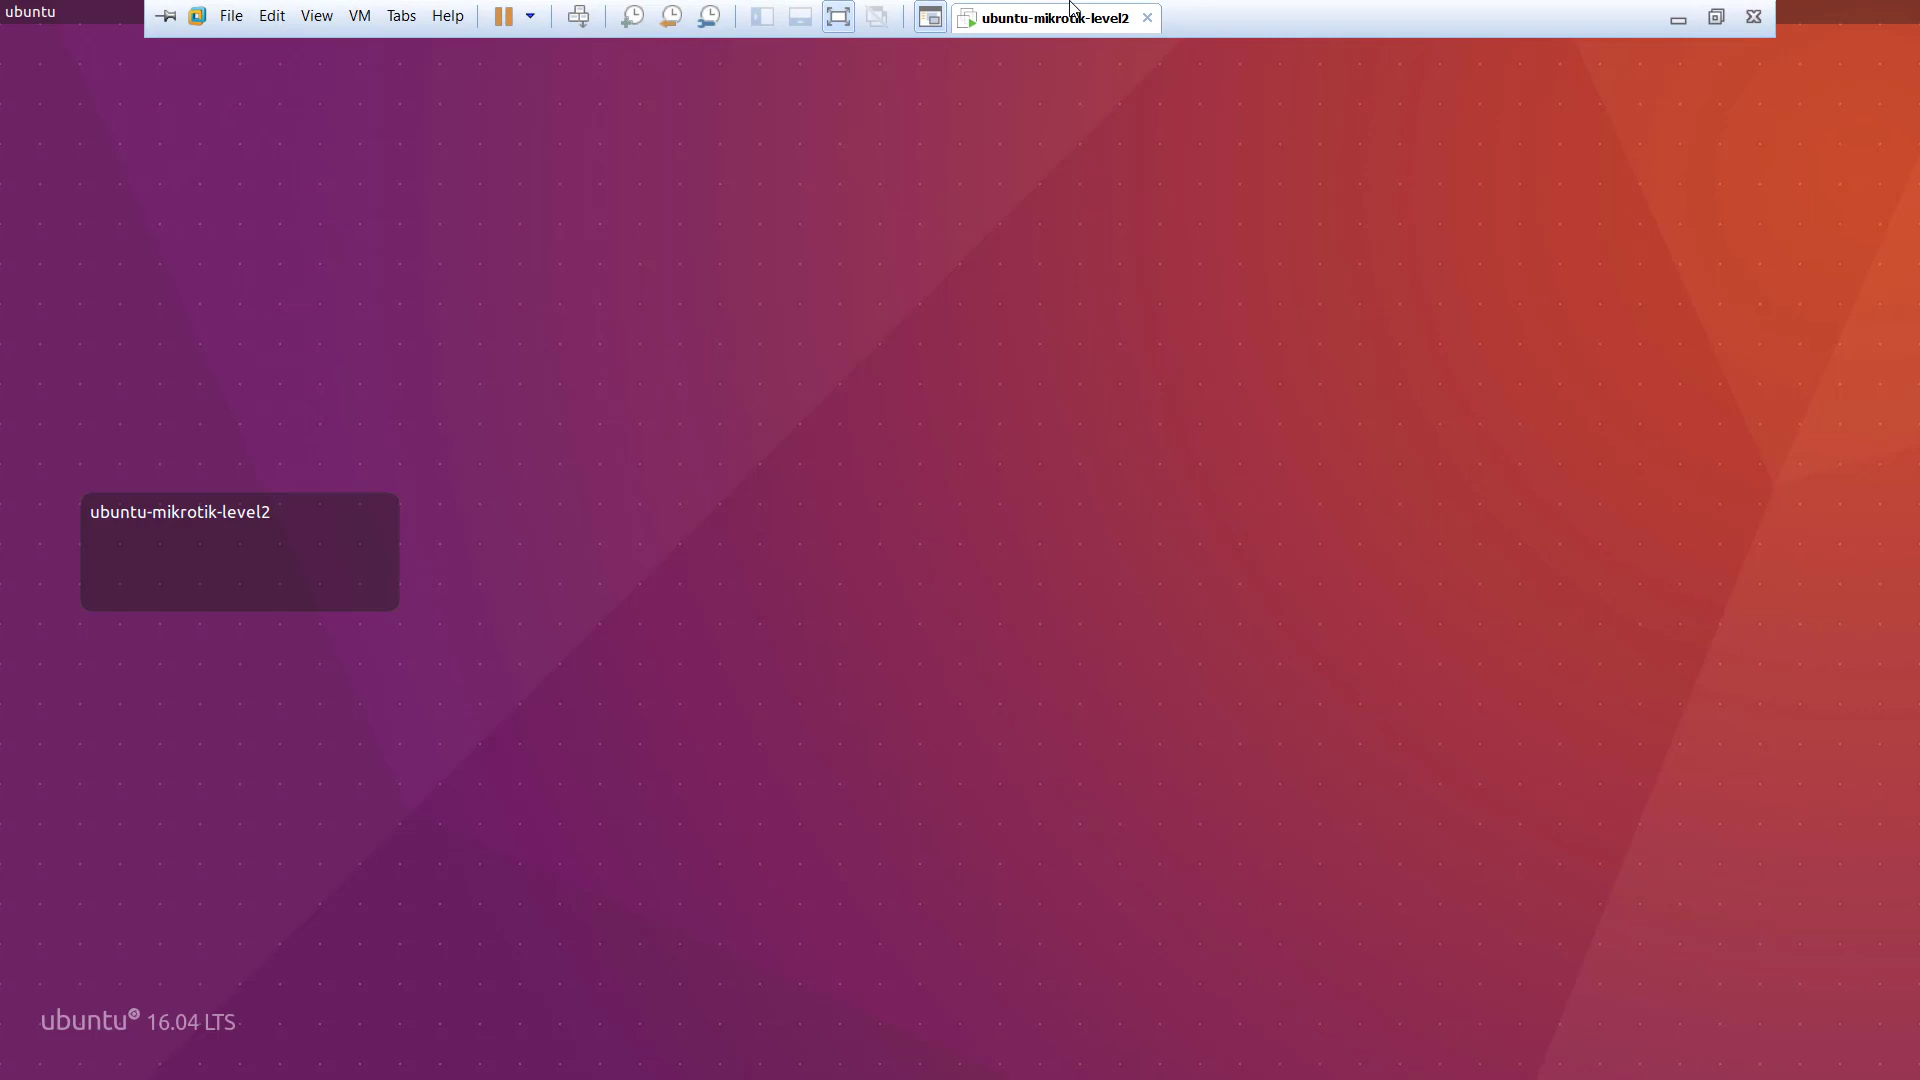 ubuntu
File Edit View VM Tabs Help
ubuntu-mikrotik-level2
ubuntu-mikrotik-level2
ubuntu 16.04 LTS